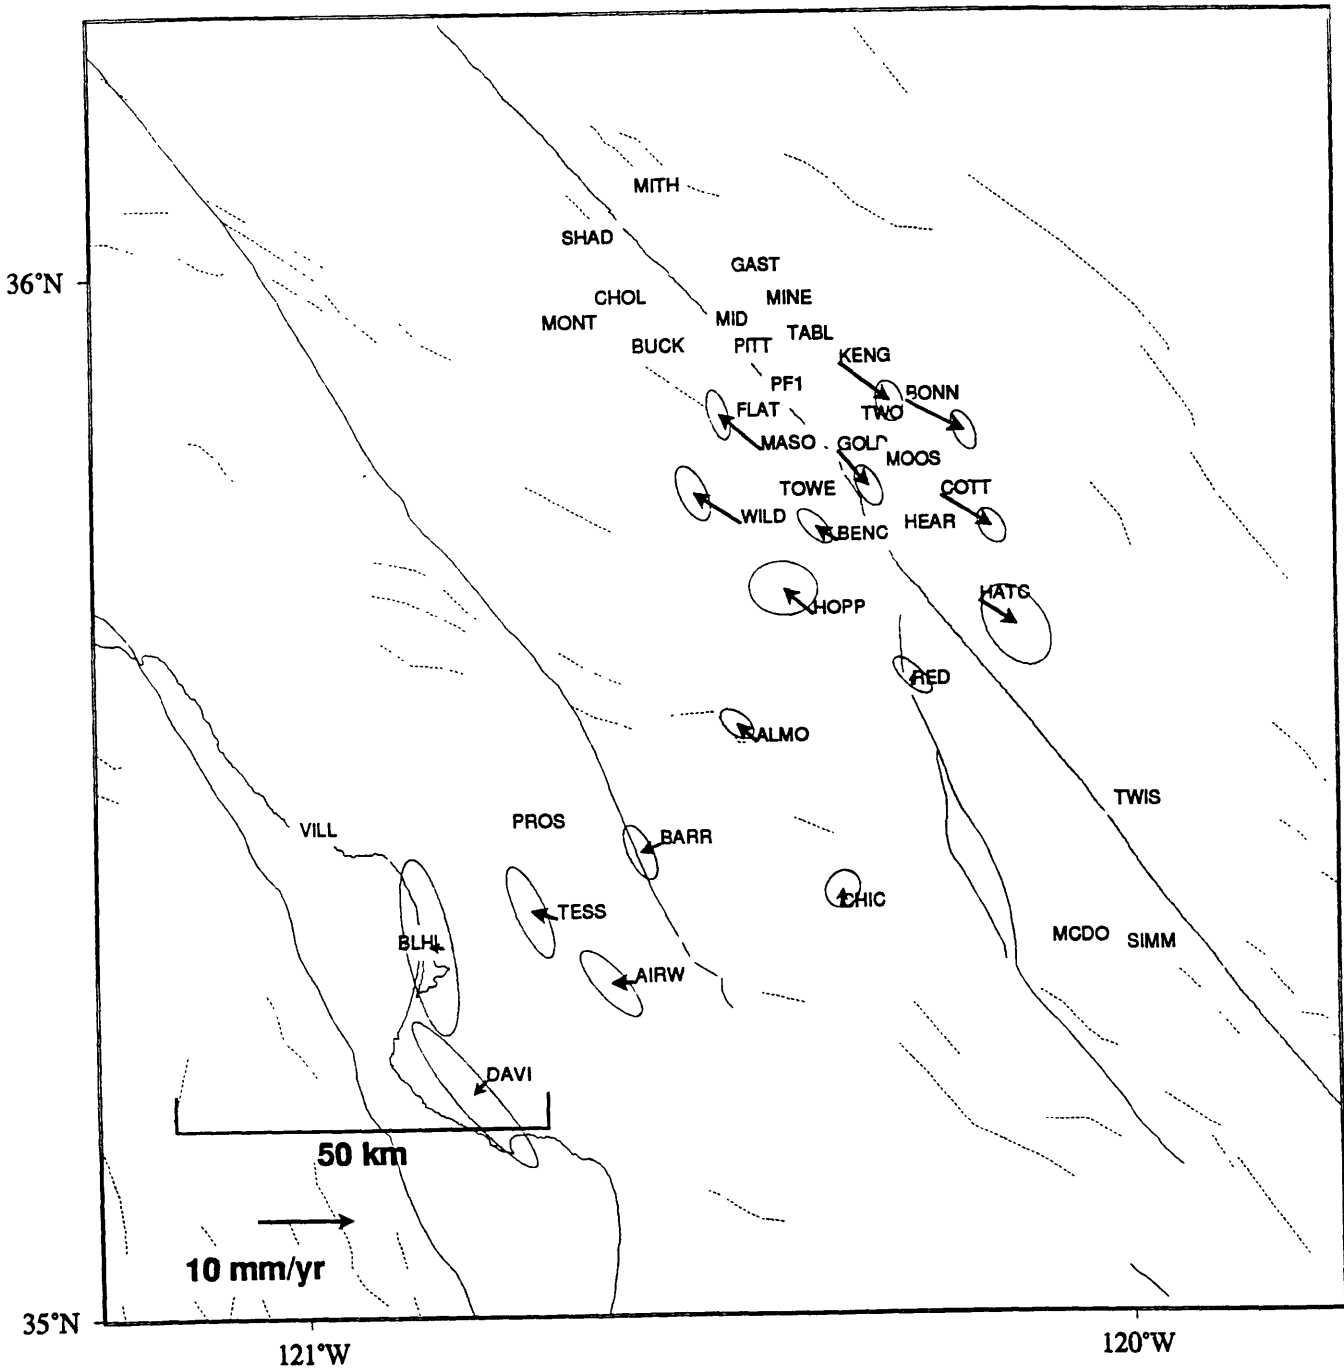 MITH
SHAD
GAST
36°N
CHOL
MINE
MONT
MID
TABL
BUCK
PITT
KENG
PF1
BONN
FLAT
TWO
MASO
GOLD
MOOS
TOWE
COTT
WILD
HEAR
BENC
HATC
HOPP
RED
ALMO
TWIS
PROS
VILL
BARR
CHIC
TESS
MCDO
SIMM
BLHL
AIRW
DAVI
50 km
10 mm/yr
35°N
121°W
120°W